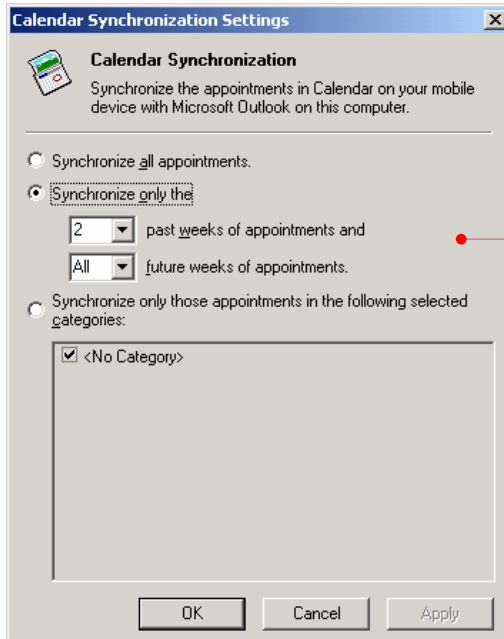 Calendar Synchronization Settings
Calendar Synchronization
Synchronize the appointments in Calendar on your mobile
device with Microsoft Outlook on this computer.
Synchronize all appointments.
Synchronize only the
2 past weeks of appointments and
All future weeks of appointments.
Synchronize only those appointments in the following selected
categories:
<No Category>
OK Cancel Apply